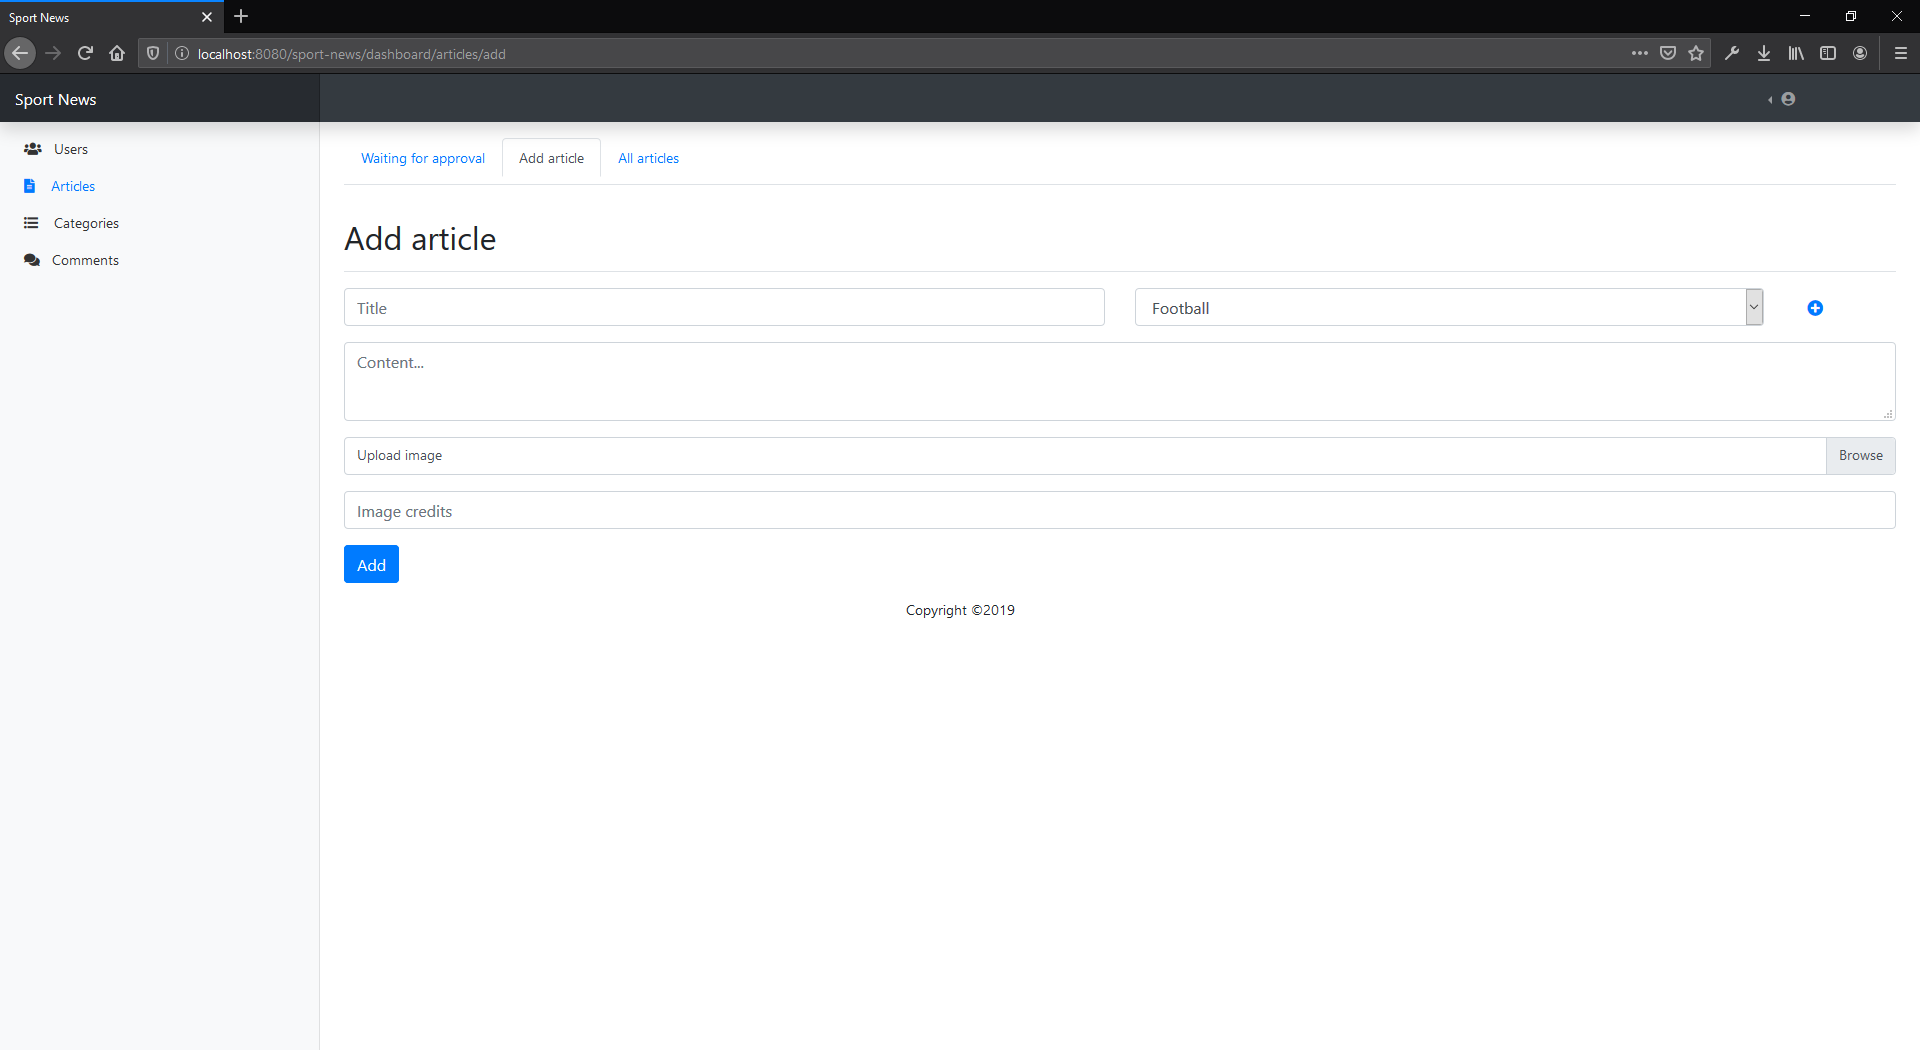 Sport News
localhost:8080/sport-news/dashboard/articles/add
Sport News
Users
Articles
Categories
Comments
Waiting for approval
Add article
All articles
Add article
Title
Football
Content...
Upload image
Browse
Image credits
Add
Copyright ©2019